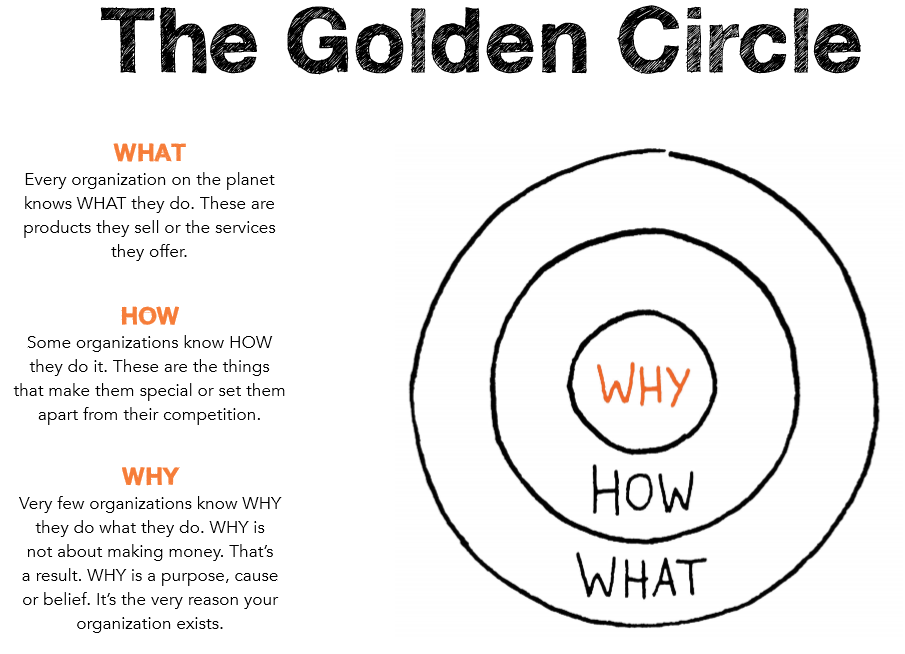 The Golden Circle
WHAT
Every organization on the planet
knows WHAT they do. These are
products they sell or the services
they offer.
HOW
Some organizations know HOW
they do it. These are the things
that make them special or set them
apart from their competition.
WHY
Very few organizations know WHY
they do what they do. WHY is
not about making money. That's
a result. WHY is a purpose, cause
or belief. It's the very reason your
organization exists.
WHY
HOW
WHAT